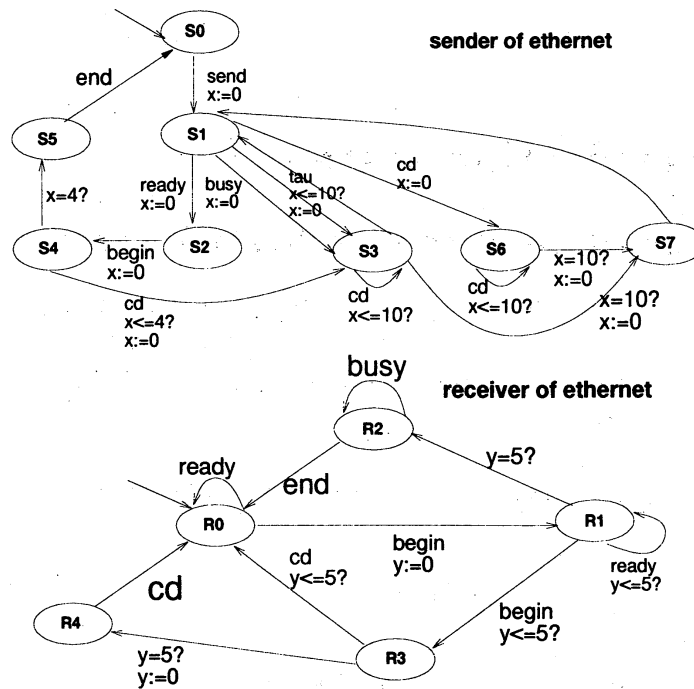 S0
sender of ethernet
end
send
x:=0
S5
S1
cd
x:=0
tau
x<=10?
x:=0
ready
x:=0
busy
x:=0
x=4?
S4
S2
S3
S6
S7
begin
x:=0
x=10?
x:=0
cd
x<=10?
cd
x<=10?
x=10?
x:=0
cd
x<=4?
x:=0
busy
receiver of ethernet
R2
ready
end
y=5?
R0
R1
begin
y:=0
cd
y<=5?
ready
y<=5?
cd
begin
y<=5?
R4
R3
y=5?
y:=0